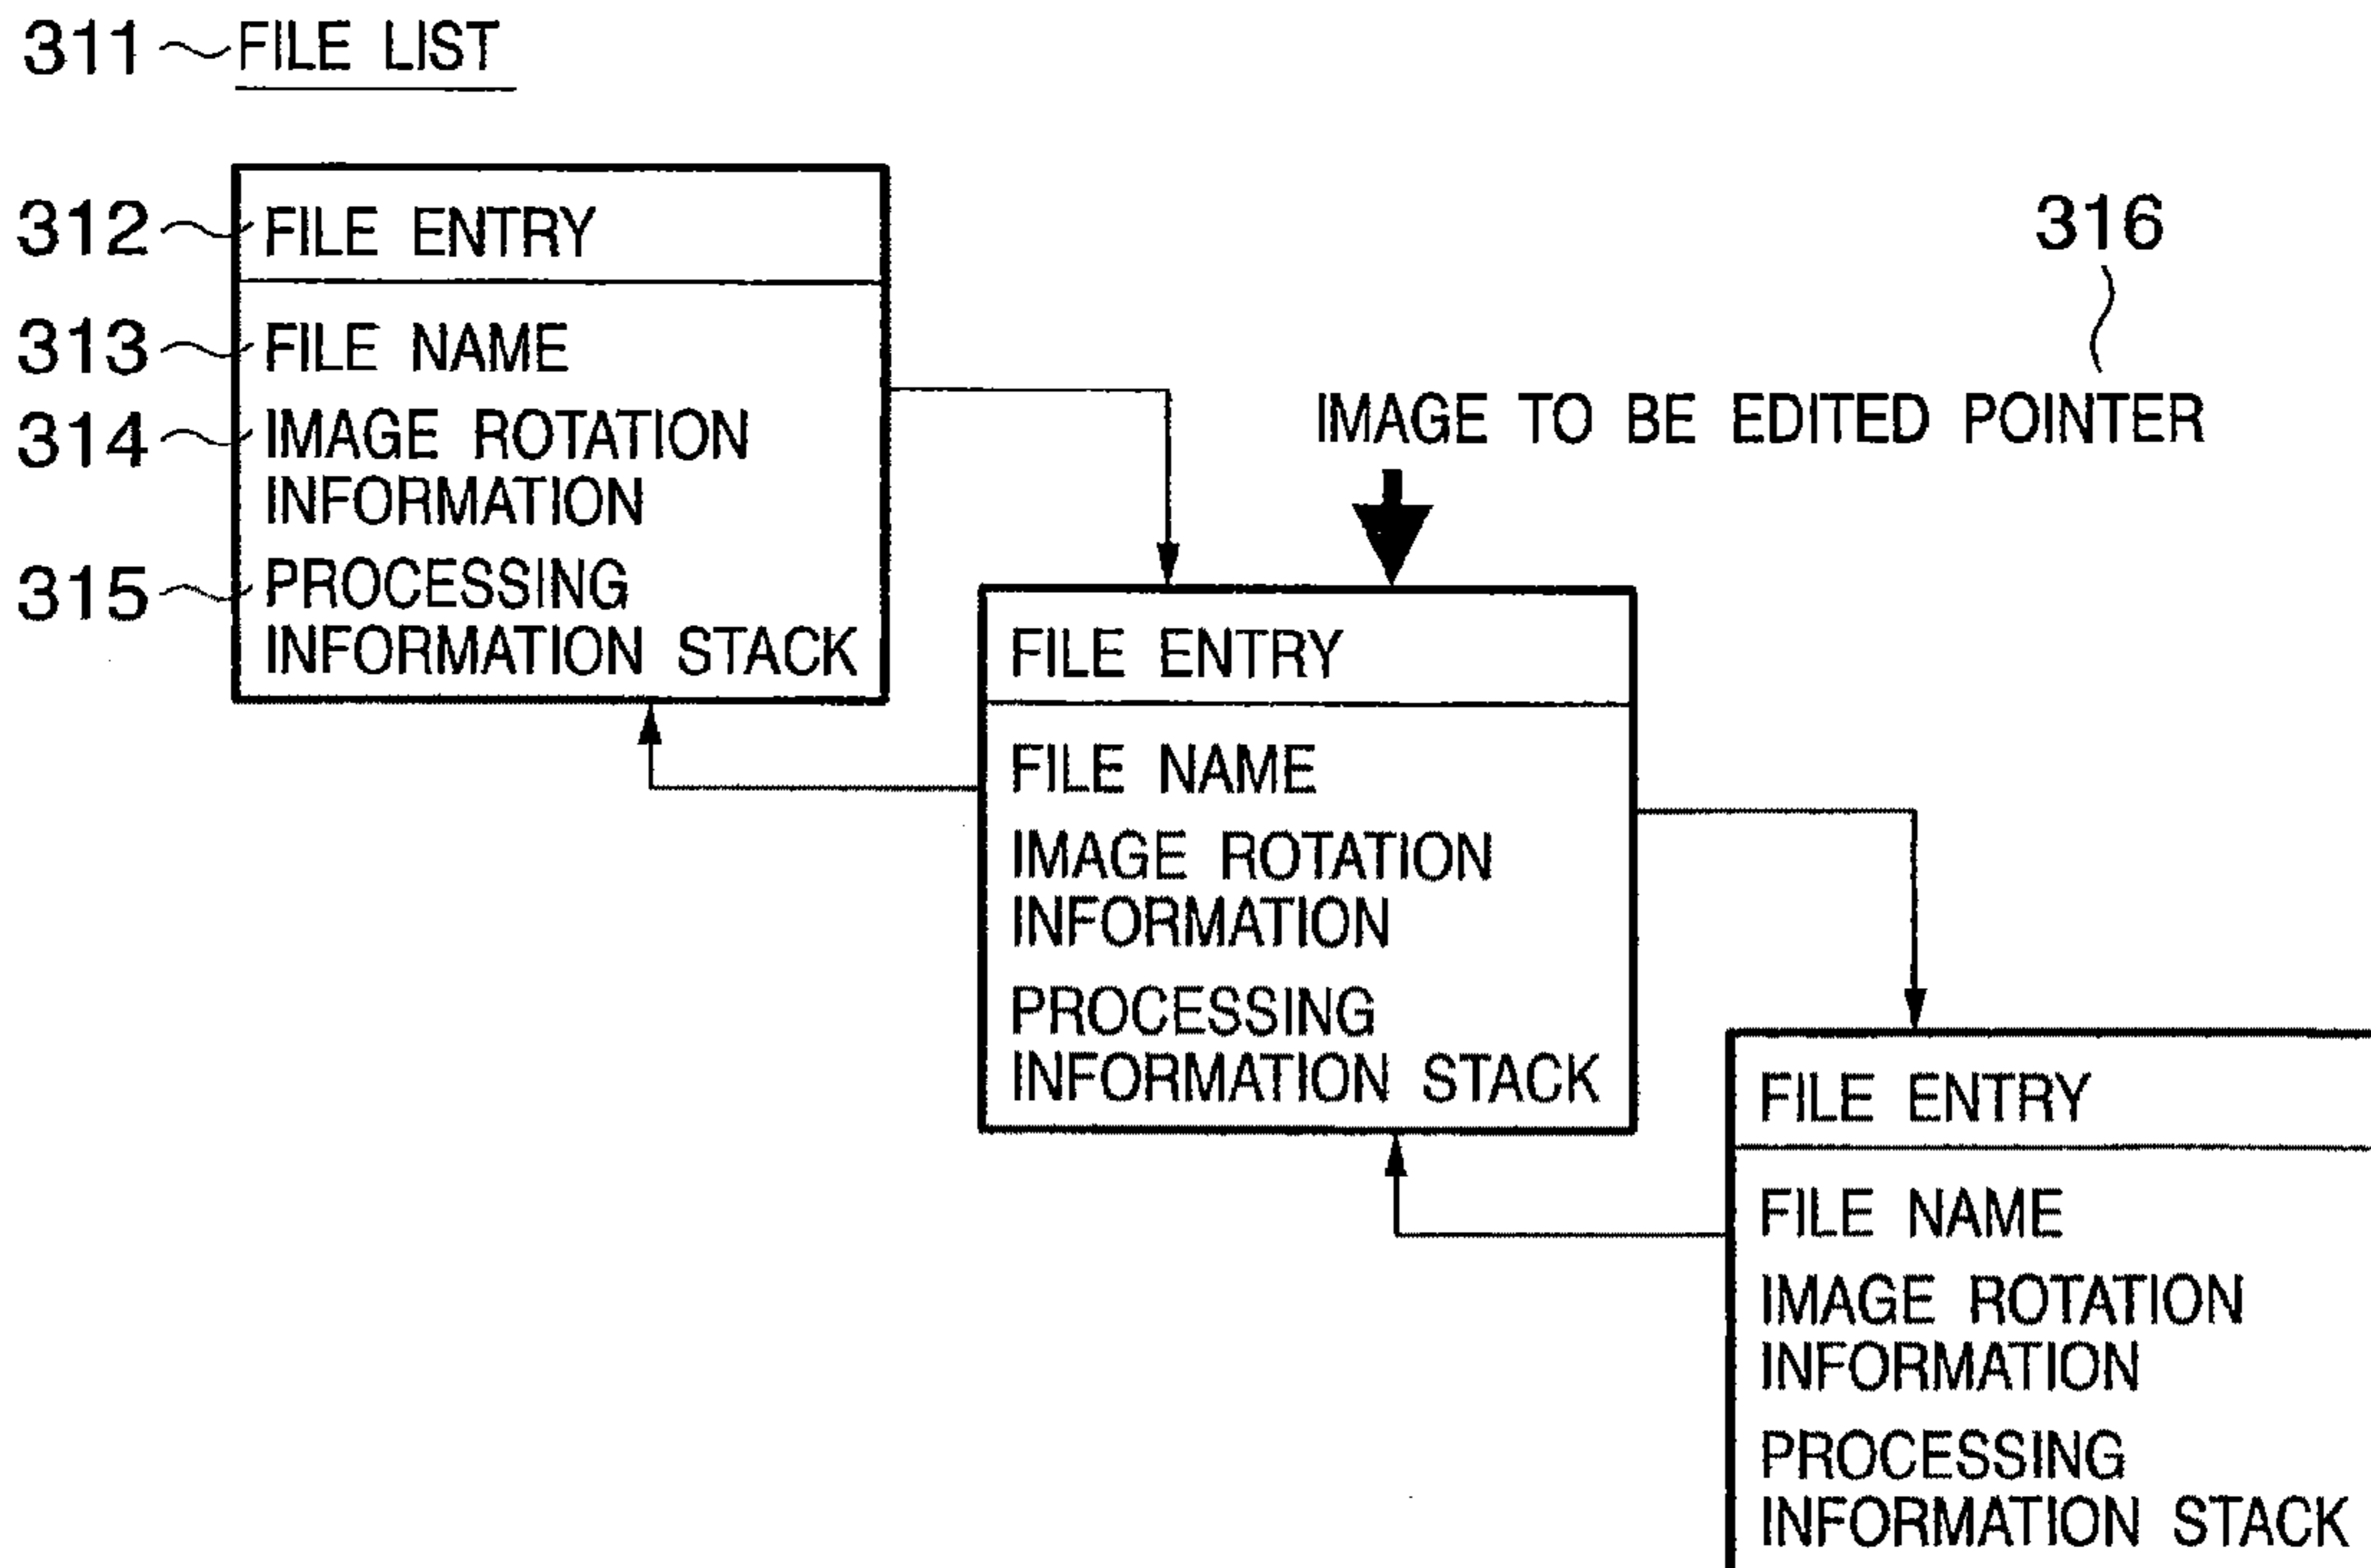 311 FILE LIST
312 FILE ENTRY
313 FILE NAME
314 IMAGE ROTATION
INFORMATION
315 PROCESSING
INFORMATION STACK
316
IMAGE TO BE EDITED POINTER
FILE ENTRY
FILE NAME
IMAGE ROTATION
INFORMATION
PROCESSING
INFORMATION STACK
FILE ENTRY
FILE NAME
IMAGE ROTATION
INFORMATION
PROCESSING
INFORMATION STACK